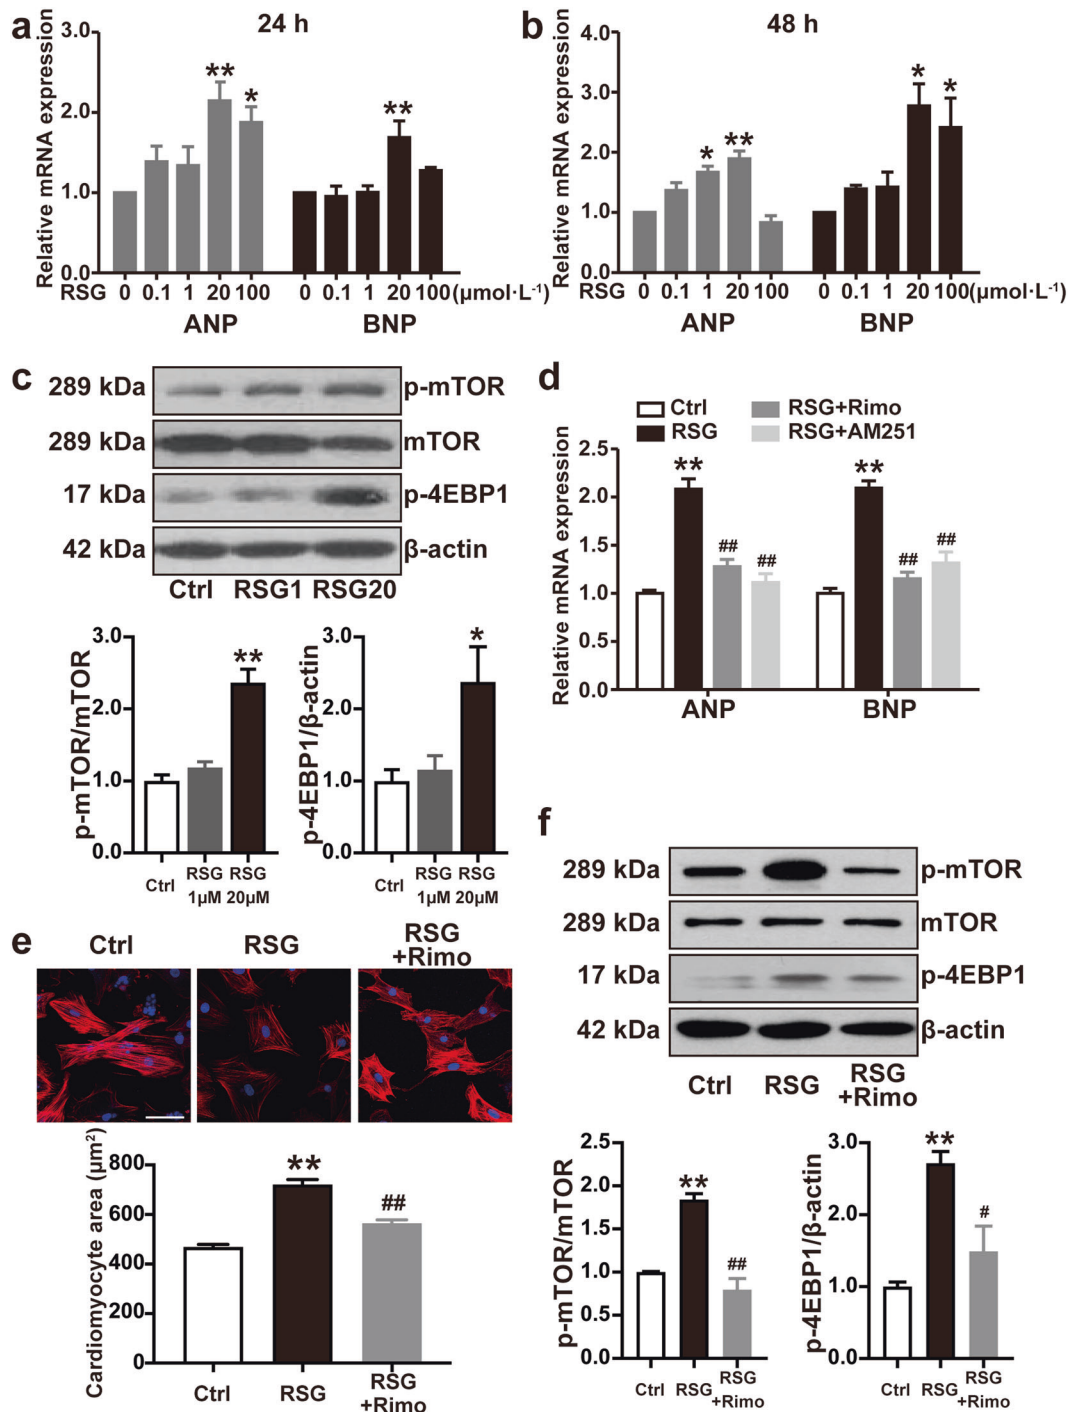 a
24 h
Relative mRNA expression
3.0
2.0
1.0
0.0
**
*
**
RSG 0 0.1 1 20 100 0 0.1 1 20 100 (µmol·L-1)
ANP BNP
b
48 h
Relative mRNA expression
4.0
3.0
2.0
1.0
0.0
*
**
*
*
RSG 0 0.1 1 20 100 0 0.1 1 20 100 (µmol·L-1)
ANP BNP
c
289 kDa p-mTOR
289 kDa mTOR
17 kDa p-4EBP1
42 kDa β-actin
Ctrl RSG1 RSG20
p-mTOR/mTOR
3.0
2.0
1.0
0.0
**
Ctrl RSG 1µM RSG 20µM
p-4EBP1/β-actin
3.0
2.0
1.0
0.0
*
Ctrl RSG 1µM RSG 20µM
d
Ctrl RSG+Rimo
RSG RSG+AM251
Relative mRNA expression
2.5
2.0
1.5
1.0
0.5
0.0
**
##
##
**
##
##
ANP BNP
e
Ctrl RSG RSG +Rimo
Cardiomyocyte area (µm2)
800
600
400
200
0
**
##
Ctrl RSG RSG +Rimo
f
289 kDa p-mTOR
289 kDa mTOR
17 kDa p-4EBP1
42 kDa β-actin
Ctrl RSG RSG +Rimo
p-mTOR/mTOR
2.5
2.0
1.5
1.0
0.5
0.0
**
##
Ctrl RSG RSG +Rimo
p-4EBP1/β-actin
3.0
2.0
1.0
0.0
**
#
Ctrl RSG RSG +Rimo